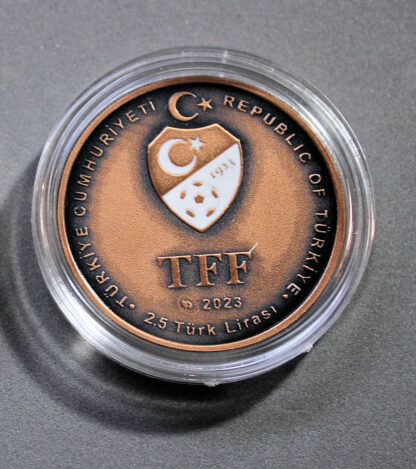 TÜRKİYE CUMHURİYETİ
REPUBLIC OF TÜRKİYE
1923
TFF
2023
2,5 Türk Lirası